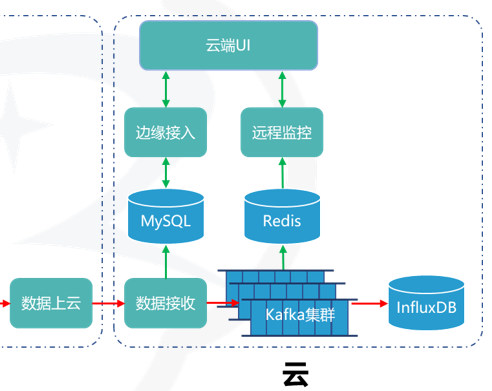 云端UI
边缘接入
远程监控
MySQL
Redis
数据上云
数据接收
Kafka集群
InfluxDB
云